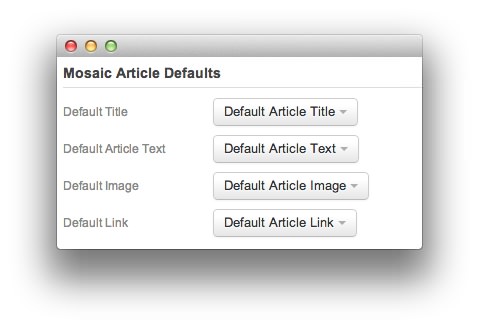 Mosaic Article Defaults
Default Title Default Article Title
Default Article Text Default Article Text
Default Image Default Article Image
Default Link Default Article Link